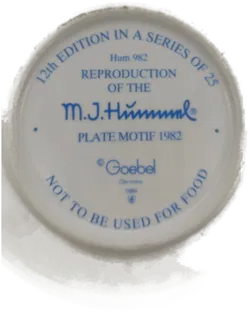 12th EDITION IN A SERIES OF 25
Hum 982
REPRODUCTION
OF THE
M.J.Hummel®
PLATE MOTIF 1982
© Goebel
Germany
NOT TO BE USED FOR FOOD